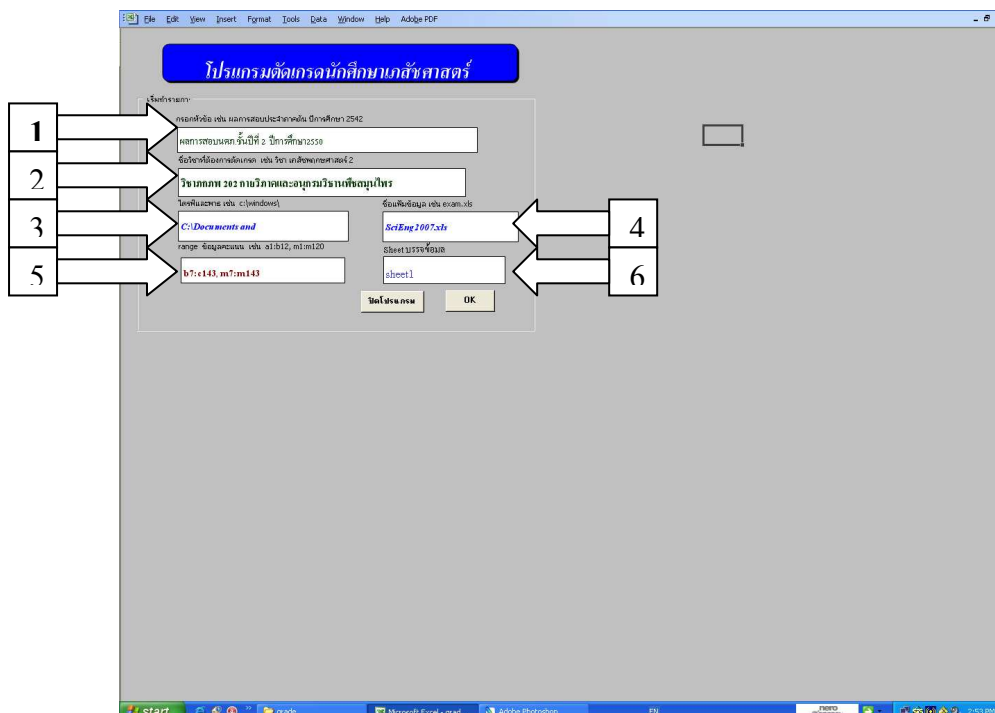 File Edit View Insert Format Tools Data Window Help Adobe PDF
โปรแกรมตัดเกรดนักศึกษาเภสัชศาสตร์
เริ่มทำรายการ
กรอกหัวข้อ เช่น ผลการสอบประจำภาคต้น ปีการศึกษา 2542
1
ผลการสอบนศภ.ชั้นปีที่ 2 ปีการศึกษา2550
ชื่อวิชาที่ต้องการตัดเกรด เช่น วิชา เภสัชพฤกษศาสตร์ 2
2
วิชาภกภพ 202 กายวิภาคและอนุกรมวิธานพืชสมุนไพร
ไดรฟ์และพาธ เช่น c:\windows\ ชื่อแฟ้มข้อมูล เช่น exam.xls
3 C:\Documents and SciEng2007.xls 4
range ข้อมูลคะแนน เช่น a1:b12, m1:m120 Sheet บรรจุข้อมูล
5 b7:c143, m7:m143 sheet1 6
ปิดโปรแกรม OK
start grade Microsoft Excel - grad... Adobe Photoshop EN nero 2:53 PM